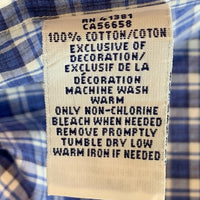 RN 41381
CA56658
100% COTTON/COTON
EXCLUSIVE OF
DECORATION/
EXCLUSIF DE LA
DÉCORATION
MACHINE WASH
WARM
ONLY NON-CHLORINE
BLEACH WHEN NEEDED
REMOVE PROMPTLY
TUMBLE DRY LOW
WARM IRON IF NEEDED